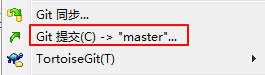 Git 同步...
Git 提交(C) -> "master"...
TortoiseGit(T)